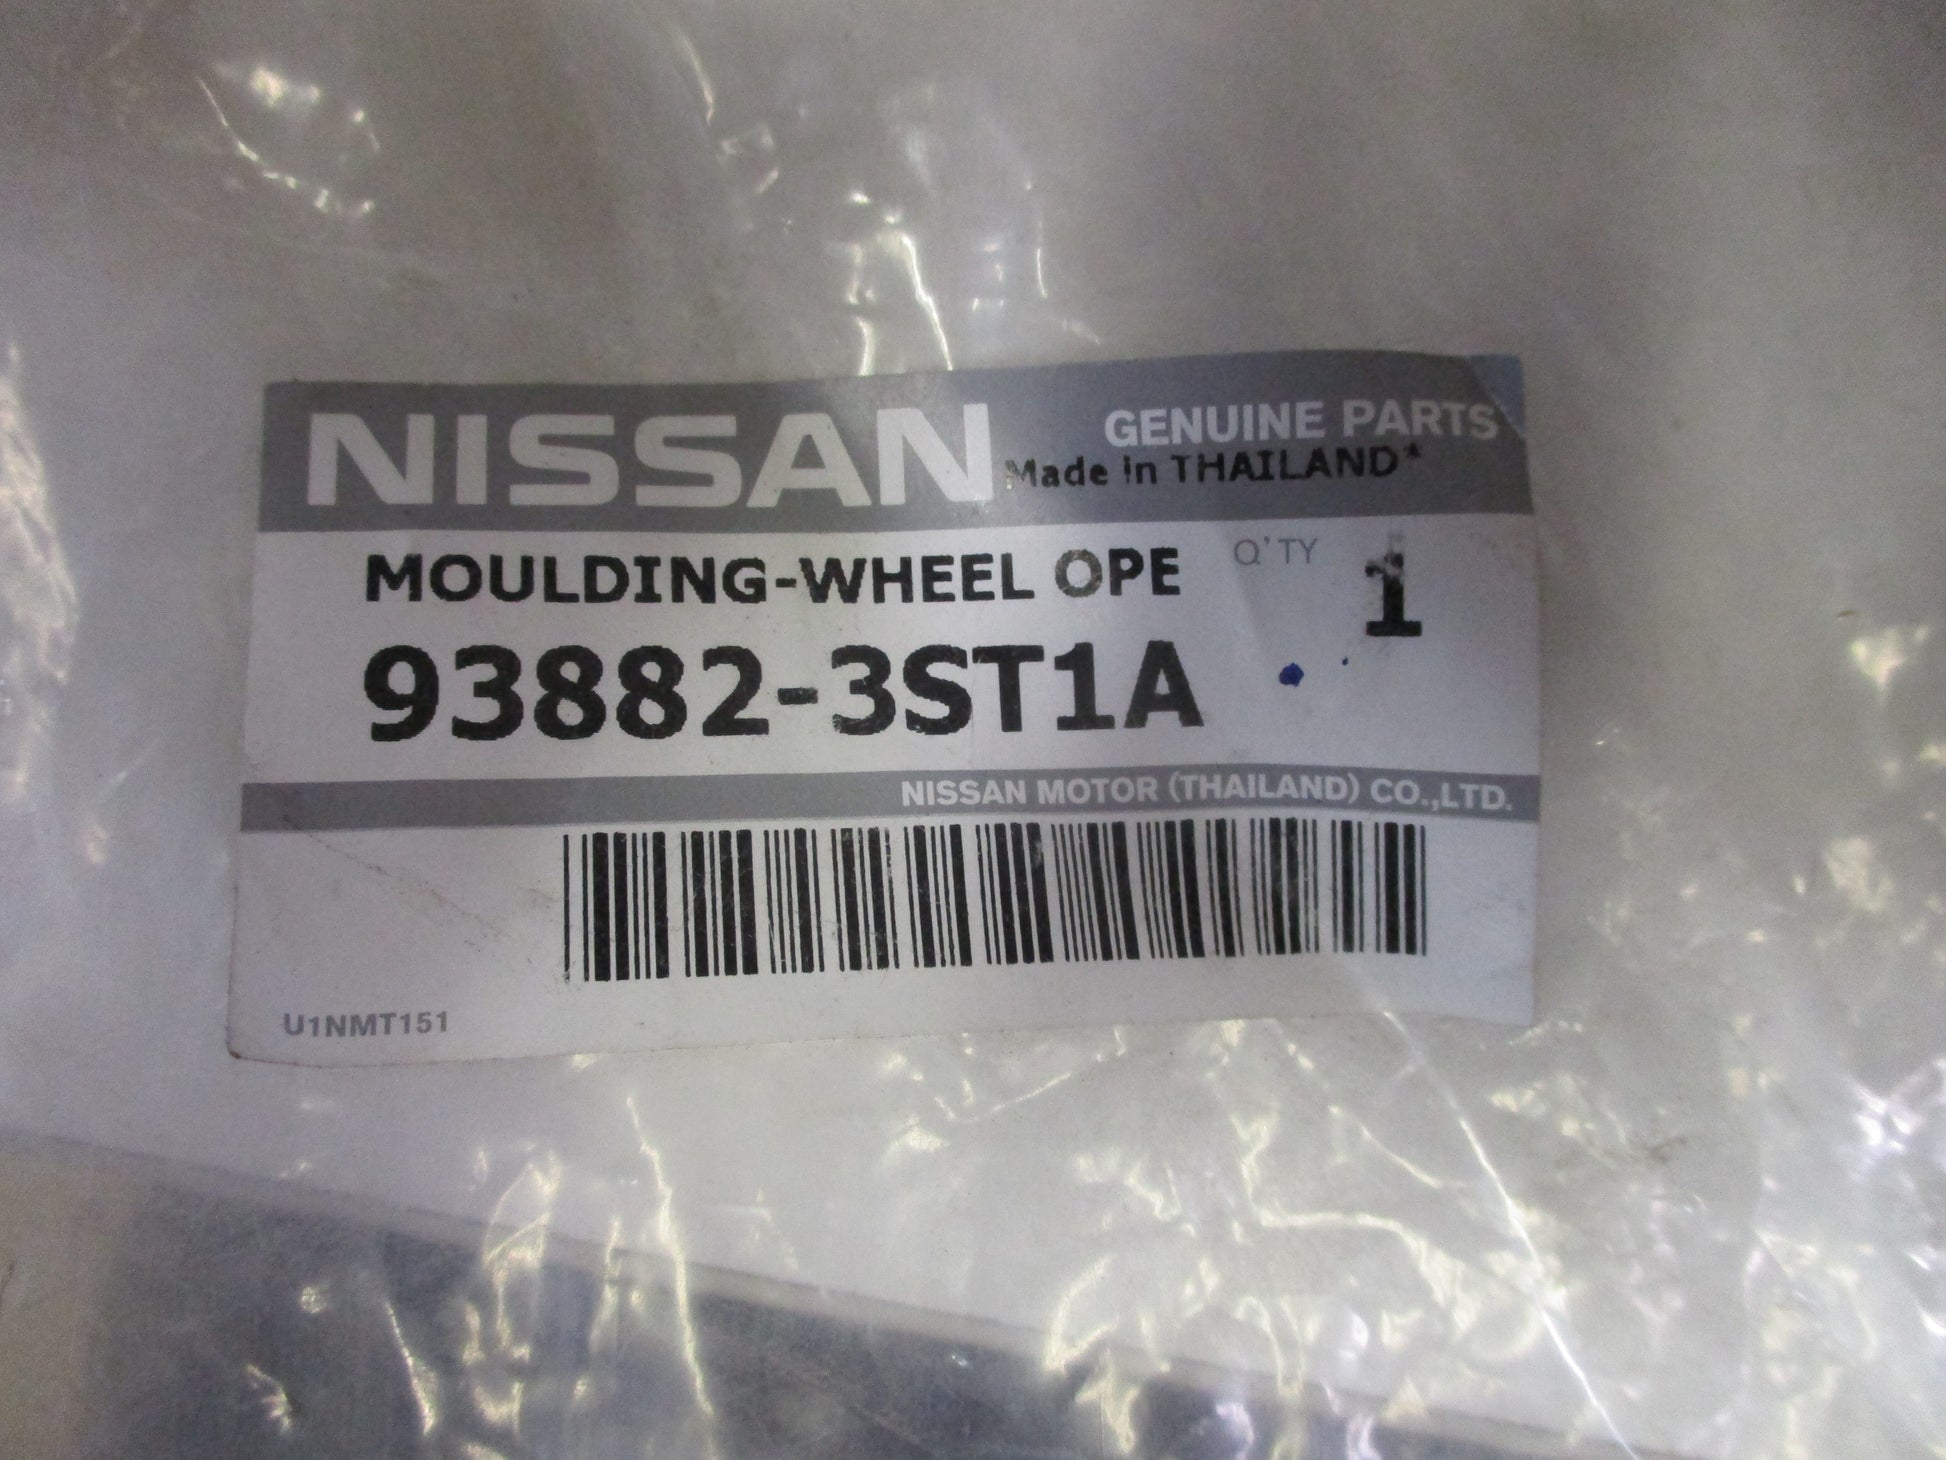 NISSAN GENUINE PARTS
Made in THAILAND*
MOULDING-WHEEL OPE Q'TY 1
93882-3ST1A
NISSAN MOTOR (THAILAND) CO.,LTD.
U1NMT151